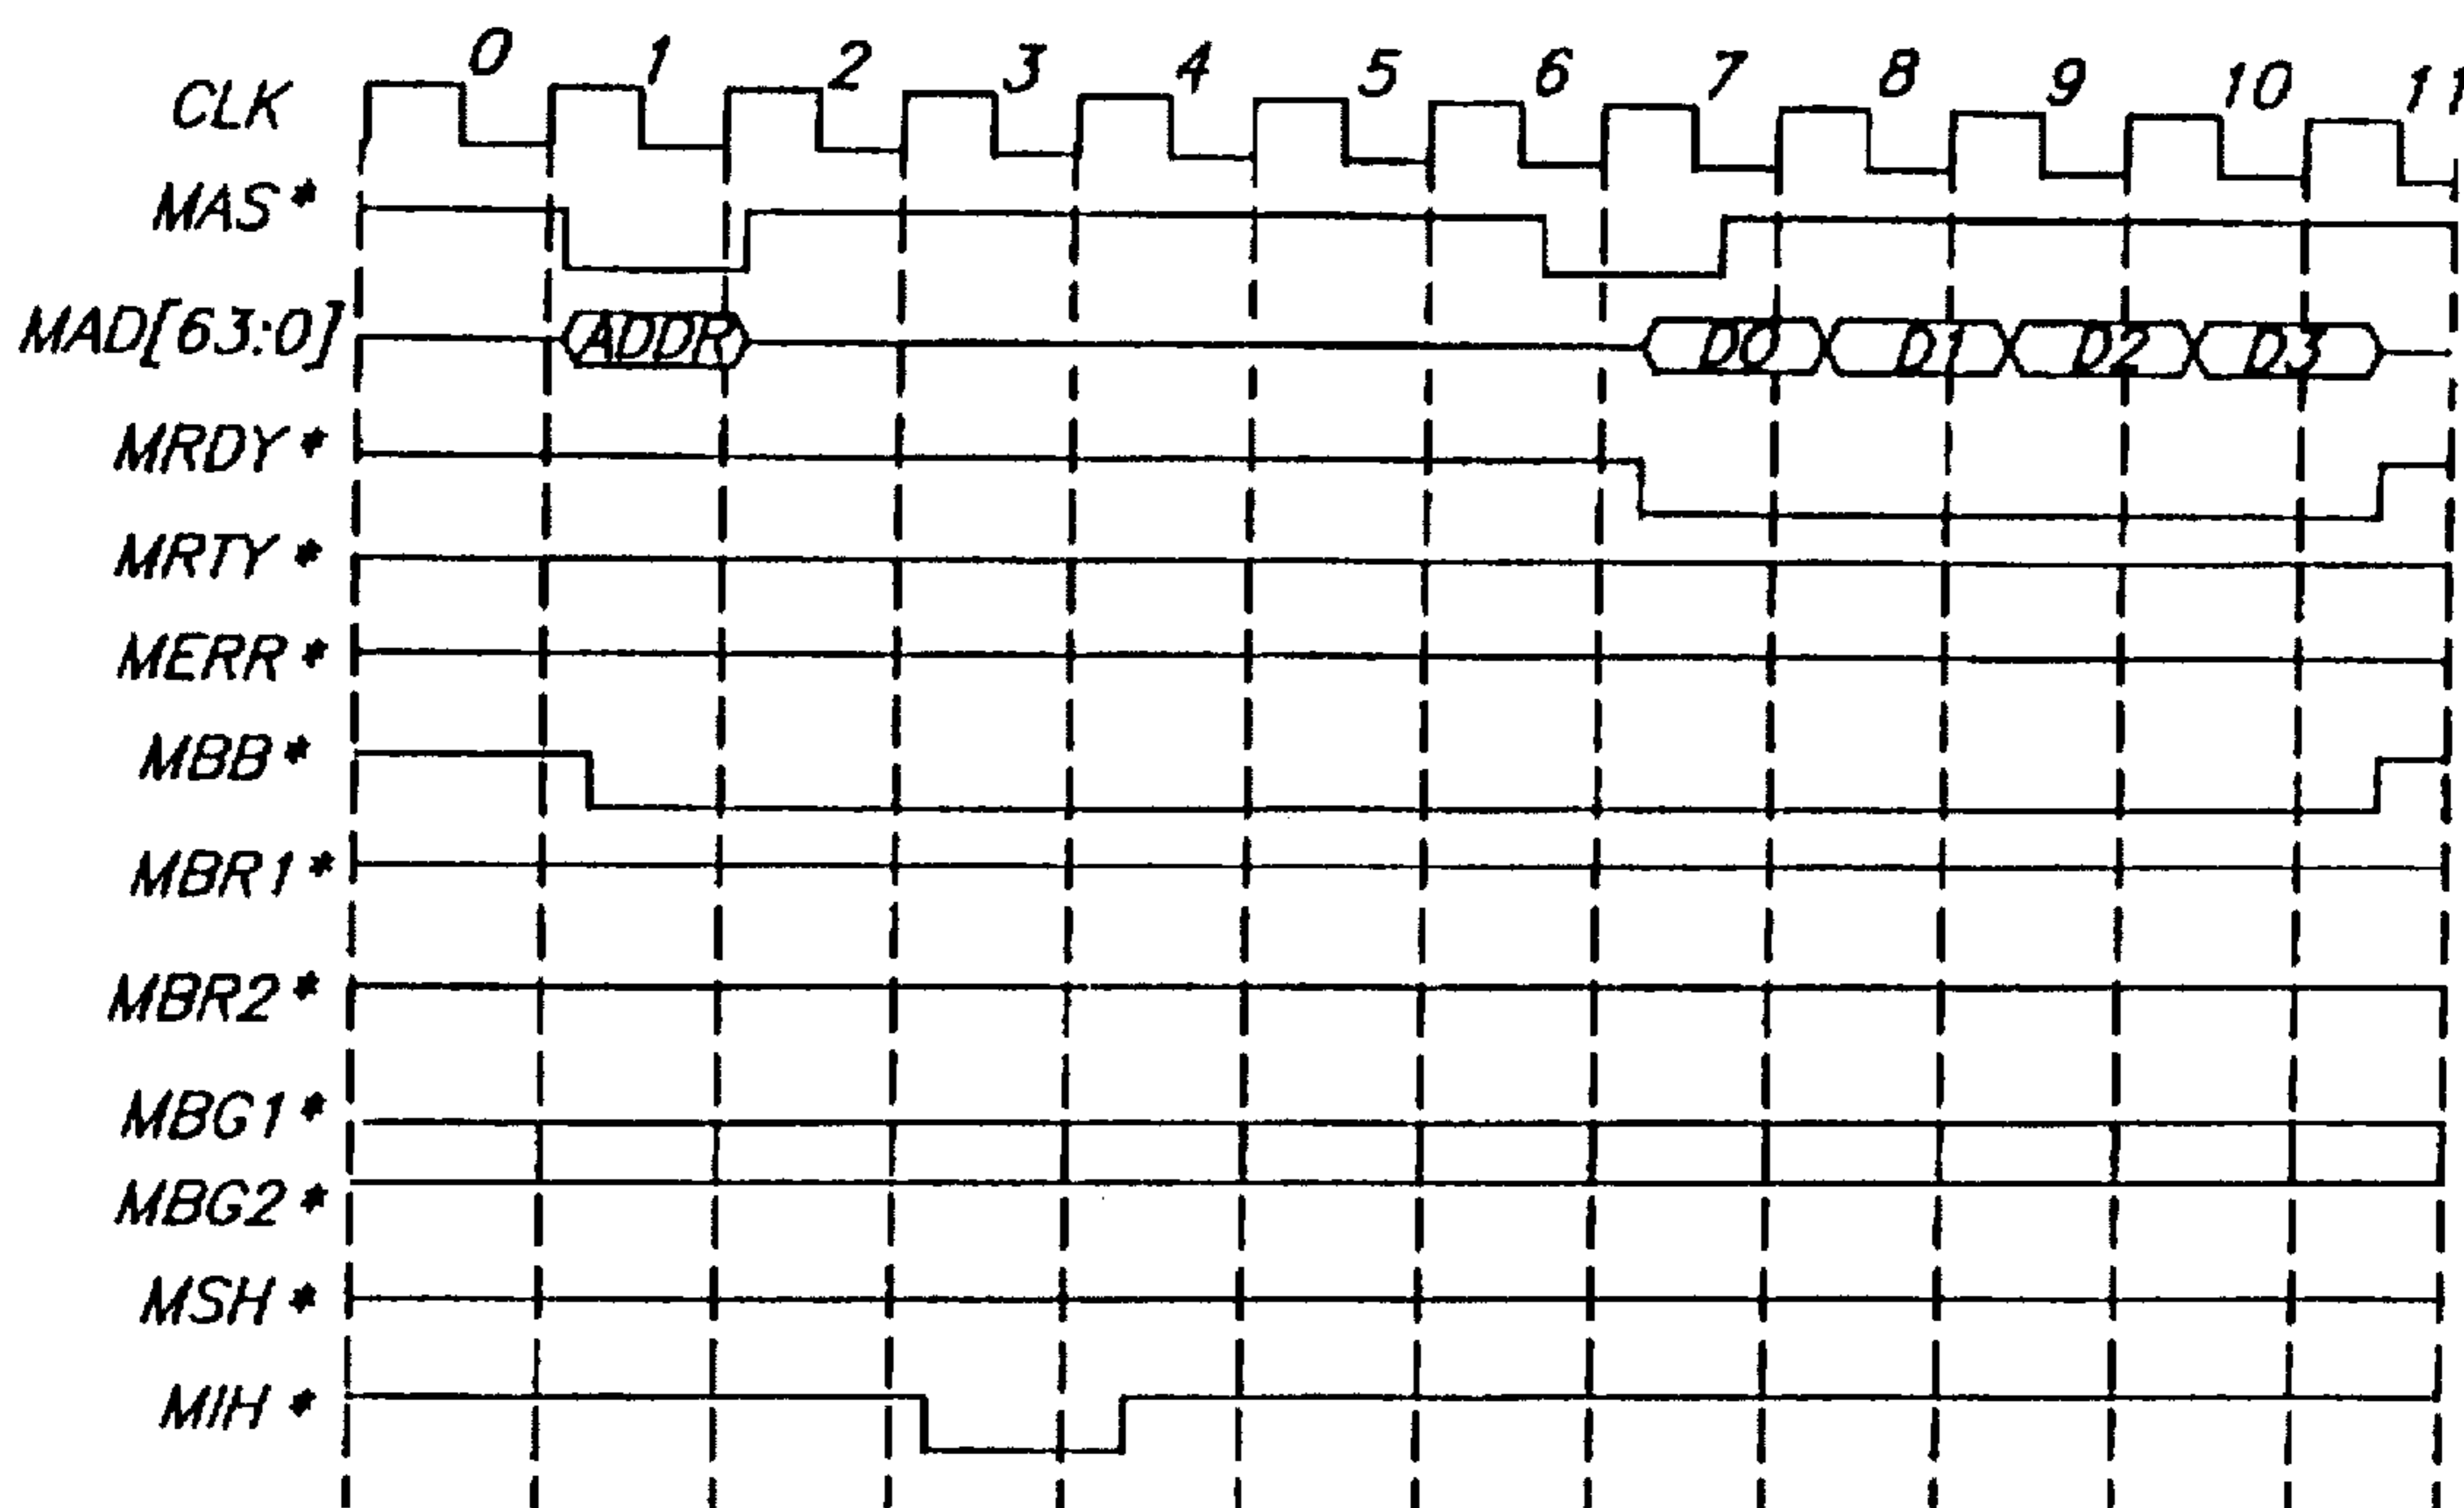 0 1 2 3 4 5 6 7 8 9 10 11
CLK
MAS*
MAD[63:0] ADDR D0 D1 D2 D3
MRDY*
MRTY*
MERR*
MBB*
MBR1*
MBR2*
MBG1*
MBG2*
MSH*
MIH*